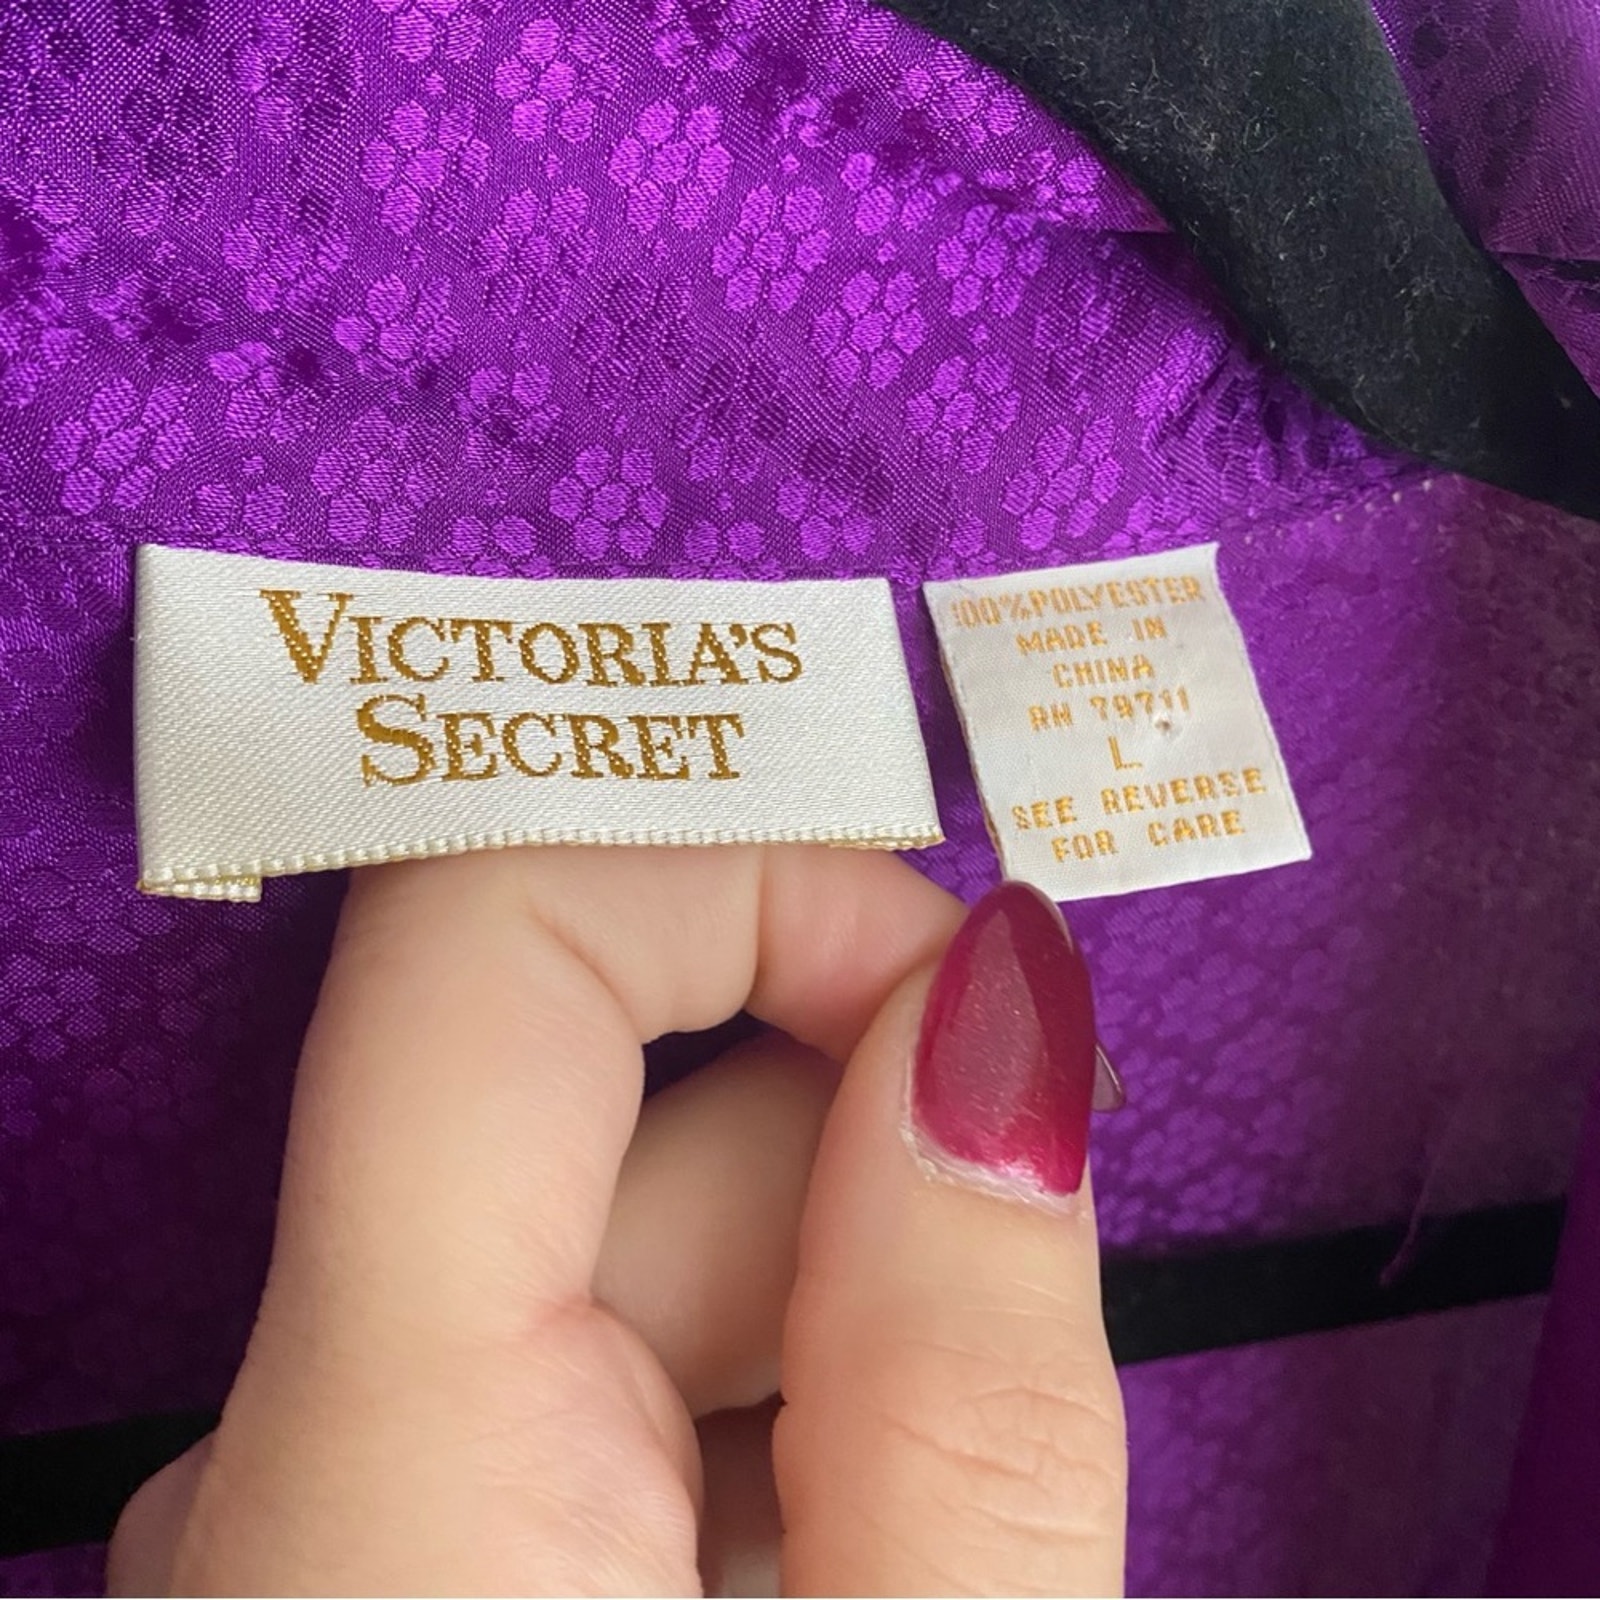 VICTORIA'S
SECRET
100% POLYESTER
MADE IN
CHINA
RN 79711
L
SEE REVERSE
FOR CARE